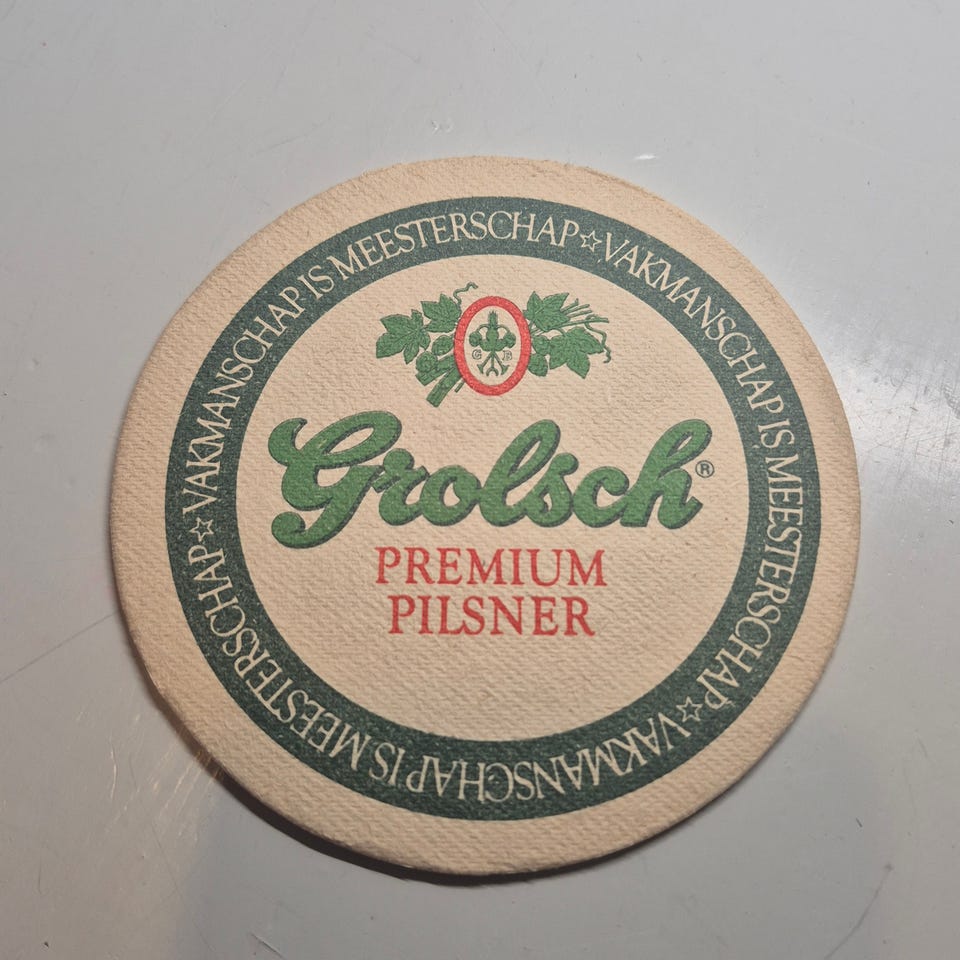 VAKMANSCHAP IS MEESTERSCHAP ☆ VAKMANSCHAP IS MEESTERSCHAP ☆ VAKMANSCHAP IS MEESTERSCHAP ☆
G B
Grolsch®
PREMIUM
PILSNER